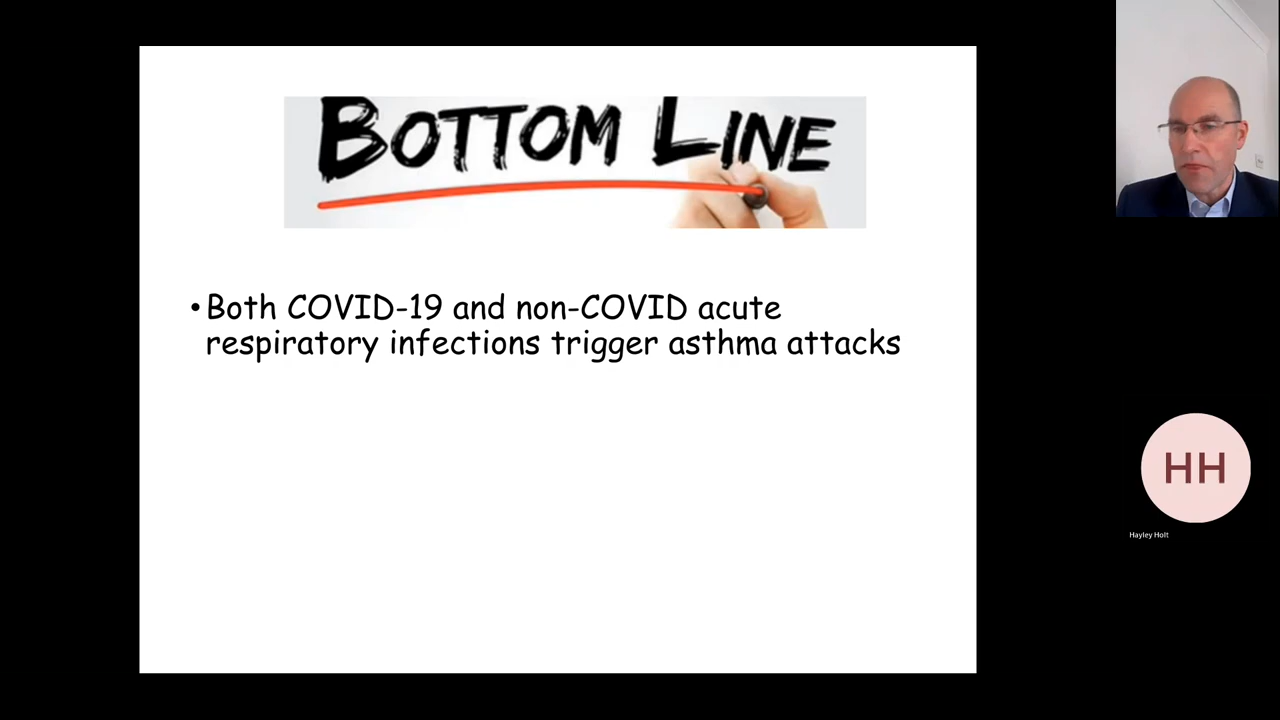 BOTTOM LINE
• Both COVID-19 and non-COVID acute
respiratory infections trigger asthma attacks
HH
Hayley Holt